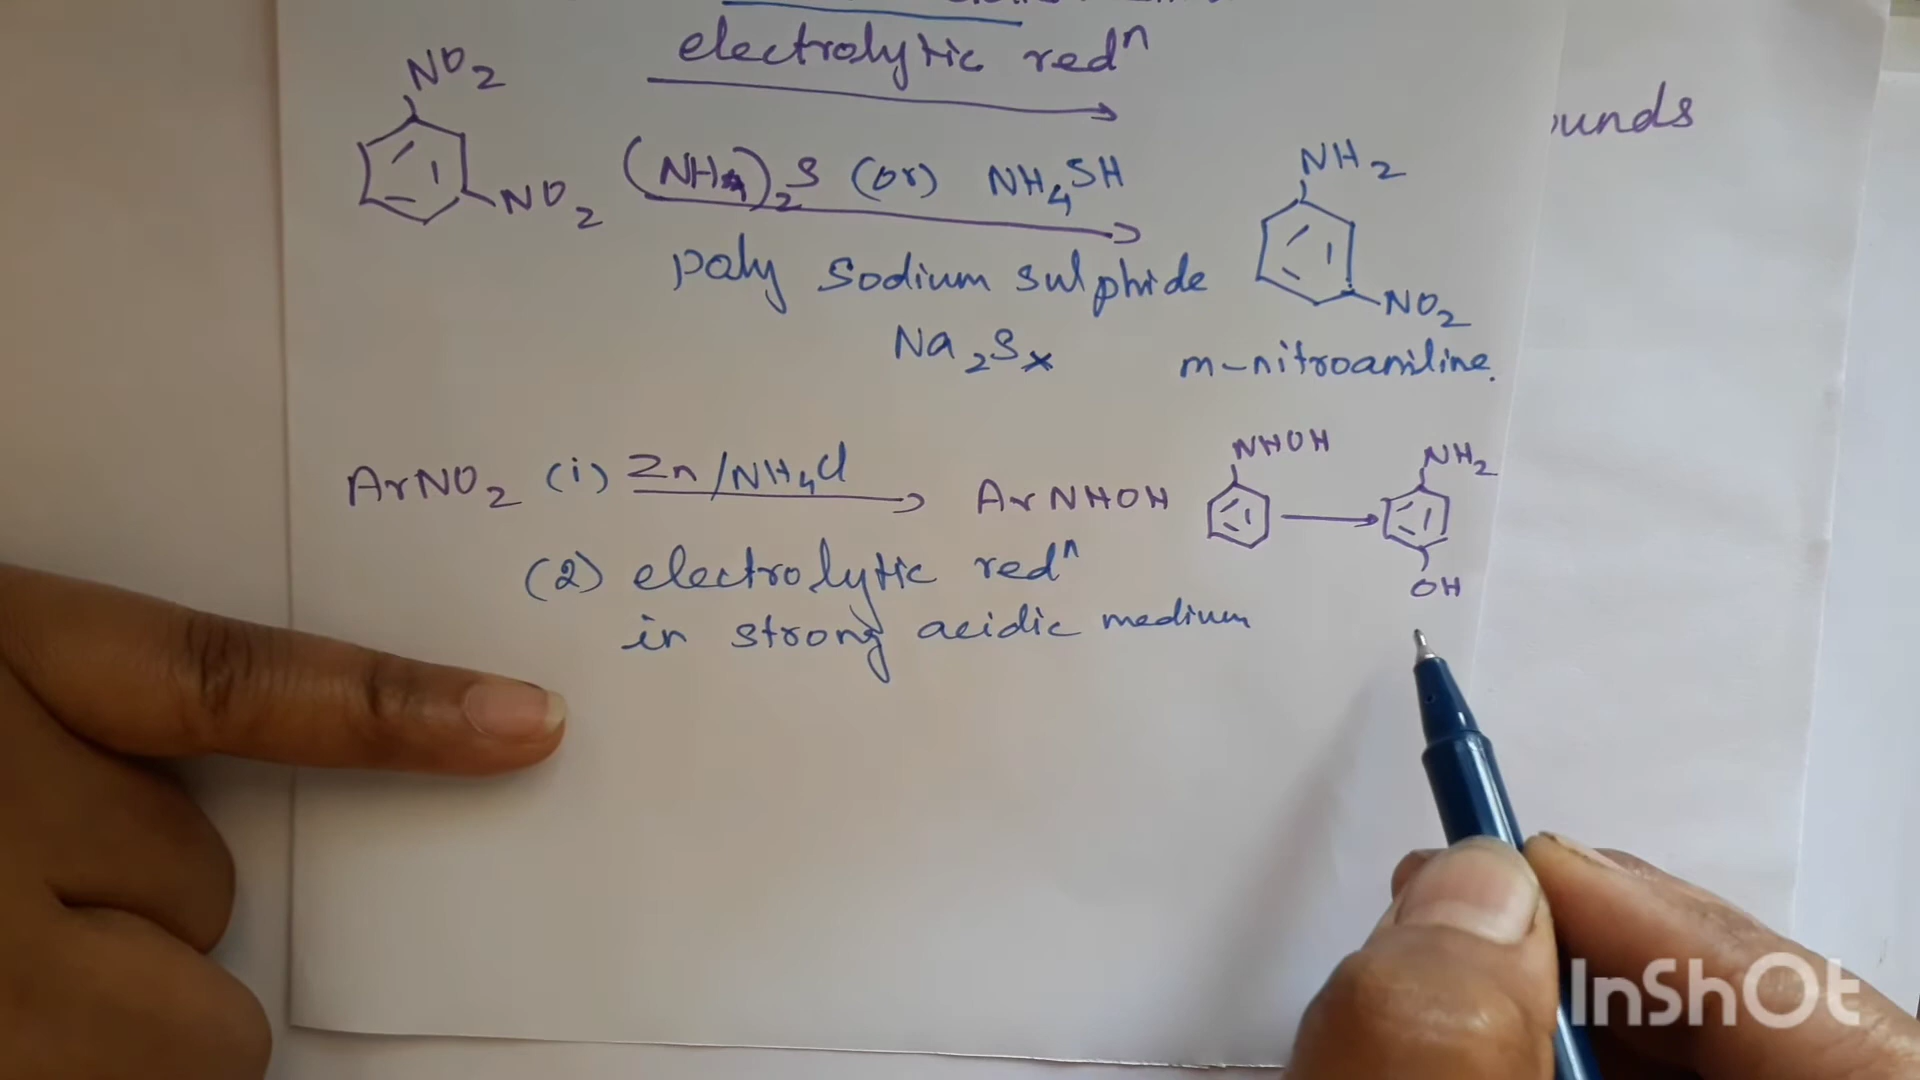 electrolytic redⁿ
NO₂
NO₂
(NH₄)₂S (or) NH₄SH
NH₂
NO₂
poly sodium sulphide
Na₂Sₓ
m-nitroaniline.
ounds
ArNO₂ (i) Zn/NH₄Cl ArNHOH
NHOH
NH₂
OH
(2) electrolytic redⁿ
in strong acidic medium
InShOt